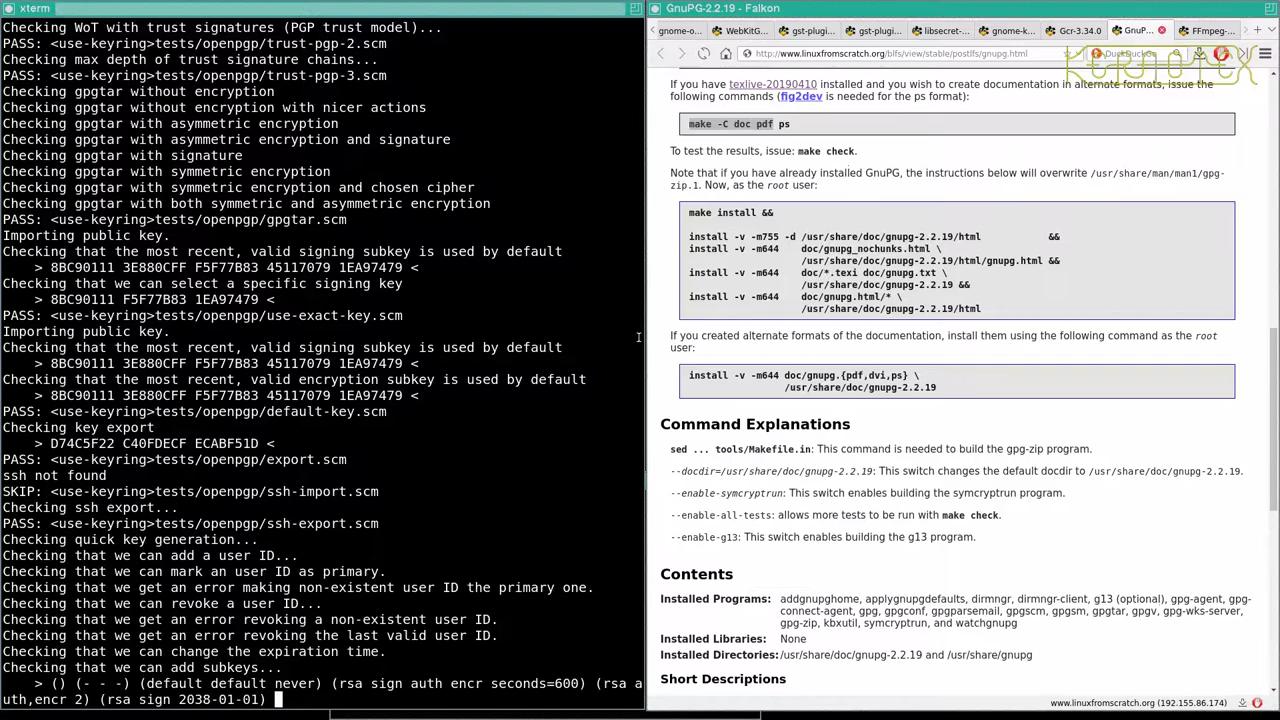 xterm
Checking WoT with trust signatures (PGP trust model)...
PASS: <use-keyring>tests/openpgp/trust-pgp-2.scm
Checking max depth of trust signature chains...
PASS: <use-keyring>tests/openpgp/trust-pgp-3.scm
Checking gpgtar without encryption
Checking gpgtar without encryption with nicer actions
Checking gpgtar with asymmetric encryption
Checking gpgtar with asymmetric encryption and signature
Checking gpgtar with signature
Checking gpgtar with symmetric encryption
Checking gpgtar with symmetric encryption and chosen cipher
Checking gpgtar with both symmetric and asymmetric encryption
PASS: <use-keyring>tests/openpgp/gpgtar.scm
Importing public key.
Checking that the most recent, valid signing subkey is used by default
> 8BC90111 3E880CFF F5F77B83 45117079 1EA97479 <
Checking that we can select a specific signing key
> 8BC90111 F5F77B83 1EA97479 <
PASS: <use-keyring>tests/openpgp/use-exact-key.scm
Importing public key.
Checking that the most recent, valid signing subkey is used by default
> 8BC90111 3E880CFF F5F77B83 45117079 1EA97479 <
Checking that the most recent, valid encryption subkey is used by default
> 8BC90111 3E880CFF F5F77B83 45117079 1EA97479 <
PASS: <use-keyring>tests/openpgp/default-key.scm
Checking key export
> D74C5F22 C40FDECF ECABF51D <
PASS: <use-keyring>tests/openpgp/export.scm
ssh not found
SKIP: <use-keyring>tests/openpgp/ssh-import.scm
Checking ssh export...
PASS: <use-keyring>tests/openpgp/ssh-export.scm
Checking quick key generation...
Checking that we can add a user ID...
Checking that we can mark an user ID as primary.
Checking that we get an error making non-existent user ID the primary one.
Checking that we can revoke a user ID...
Checking that we get an error revoking a non-existent user ID.
Checking that we get an error revoking the last valid user ID.
Checking that we can change the expiration time.
Checking that we can add subkeys...
> () (- - -) (default default never) (rsa sign auth encr seconds=600) (rsa a
uth,encr 2) (rsa sign 2038-01-01)
GnuPG-2.2.19 - Falkon
gnome-o... WebKitG... gst-plugi... gst-plugi... libsecret-... gnome-k... Gcr-3.34.0 GnuP... FFmpeg-...
http://www.linuxfromscratch.org/blfs/view/stable/postlfs/gnupg.html
DuckDuckGo
If you have texlive-20190410 installed and you wish to create documentation in alternate formats, issue the
following commands (fig2dev is needed for the ps format):
make -C doc pdf ps
To test the results, issue: make check.
Note that if you have already installed GnuPG, the instructions below will overwrite /usr/share/man/man1/gpg-
zip.1. Now, as the root user:
make install &&
install -v -m755 -d /usr/share/doc/gnupg-2.2.19/html &&
install -v -m644 doc/gnupg_nochunks.html \
/usr/share/doc/gnupg-2.2.19/html/gnupg.html &&
install -v -m644 doc/*.texi doc/gnupg.txt \
/usr/share/doc/gnupg-2.2.19 &&
install -v -m644 doc/gnupg.html/* \
/usr/share/doc/gnupg-2.2.19/html
If you created alternate formats of the documentation, install them using the following command as the root
user:
install -v -m644 doc/gnupg.{pdf,dvi,ps} \
/usr/share/doc/gnupg-2.2.19
Command Explanations
sed ... tools/Makefile.in: This command is needed to build the gpg-zip program.
--docdir=/usr/share/doc/gnupg-2.2.19: This switch changes the default docdir to /usr/share/doc/gnupg-2.2.19.
--enable-symcryptrun: This switch enables building the symcryptrun program.
--enable-all-tests: allows more tests to be run with make check.
--enable-g13: This switch enables building the g13 program.
Contents
Installed Programs: addgnupghome, applygnupgdefaults, dirmngr, dirmngr-client, g13 (optional), gpg-agent, gpg-
connect-agent, gpg, gpgconf, gpgparsemail, gpgscm, gpgsm, gpgtar, gpgv, gpg-wks-server,
gpg-zip, kbxutil, symcryptrun, and watchgnupg
Installed Libraries: None
Installed Directories: /usr/share/doc/gnupg-2.2.19 and /usr/share/gnupg
Short Descriptions
www.linuxfromscratch.org (192.155.86.174)